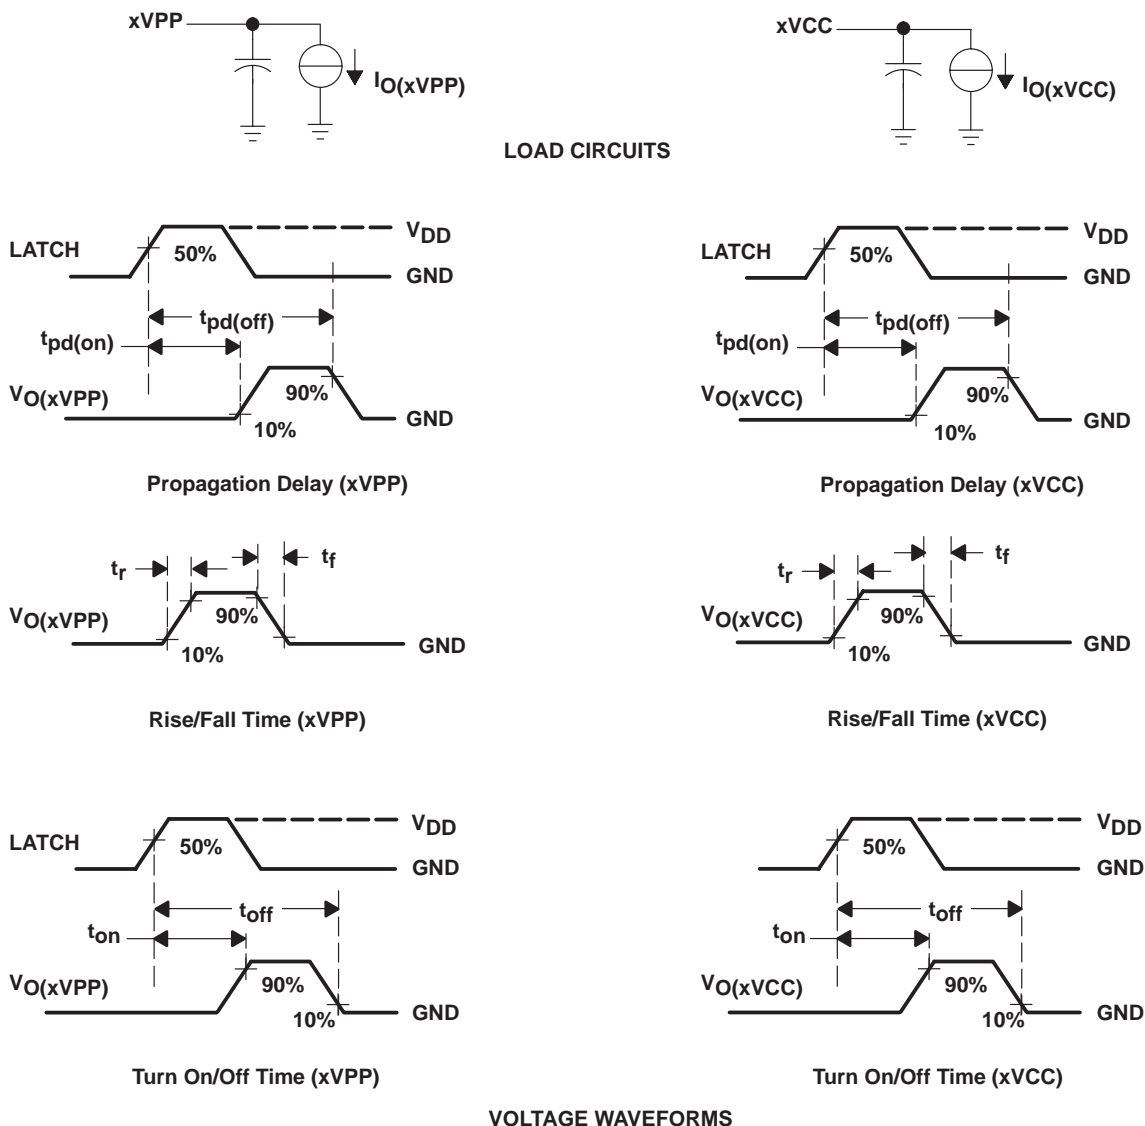 xVPP
xVCC
IO(xVPP)
IO(xVCC)
LOAD CIRCUITS
LATCH
50%
VDD
GND
tpd(off)
tpd(on)
VO(xVPP)
90%
10%
GND
Propagation Delay (xVPP)
LATCH
50%
VDD
GND
tpd(off)
tpd(on)
VO(xVCC)
90%
10%
GND
Propagation Delay (xVCC)
tr
tf
VO(xVPP)
90%
10%
GND
Rise/Fall Time (xVPP)
tr
tf
VO(xVCC)
90%
10%
GND
Rise/Fall Time (xVCC)
LATCH
50%
VDD
GND
toff
ton
VO(xVPP)
90%
10%
GND
Turn On/Off Time (xVPP)
LATCH
50%
VDD
GND
toff
ton
VO(xVCC)
90%
10%
GND
Turn On/Off Time (xVCC)
VOLTAGE WAVEFORMS